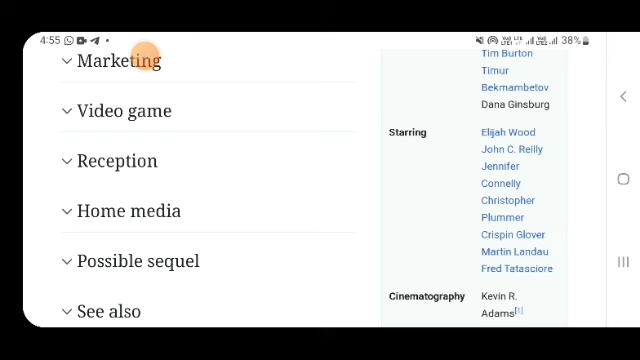 4:55
38%
Marketing
Video game
Reception
Home media
Possible sequel
See also
Tim Burton
Timur
Bekmambetov
Dana Ginsburg
Starring
Elijah Wood
John C. Reilly
Jennifer
Connelly
Christopher
Plummer
Crispin Glover
Martin Landau
Fred Tatasciore
Cinematography
Kevin R.
Adams[1]